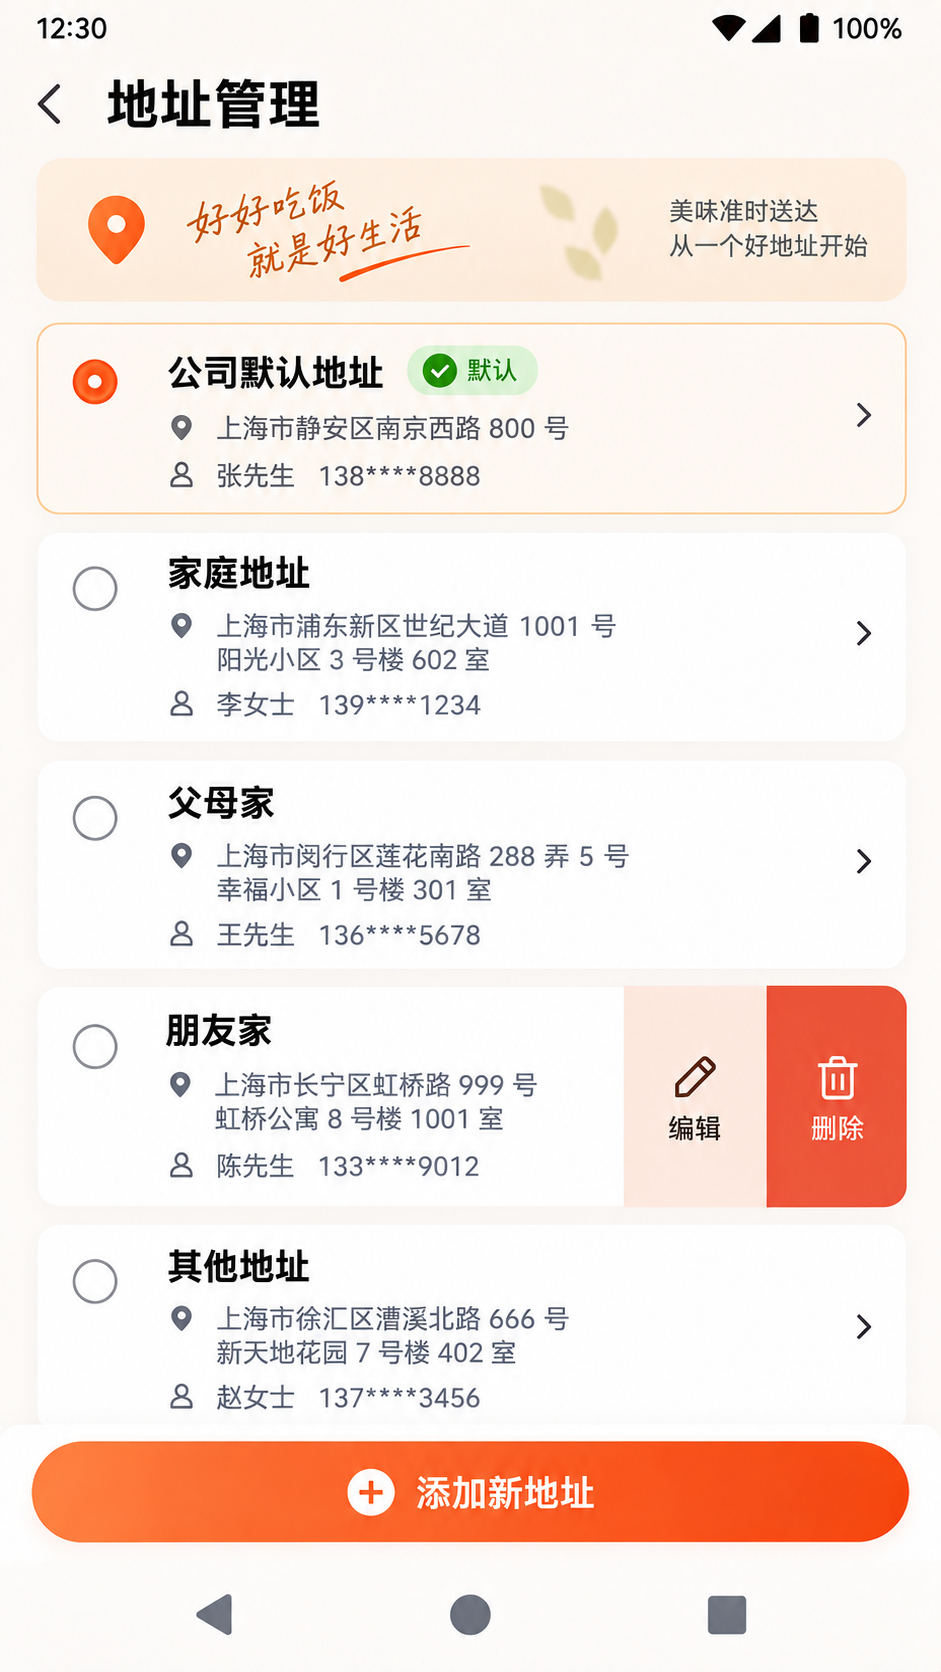 12:30 100%
地址管理
好好吃饭
就是好生活
美味准时送达
从一个好地址开始
公司默认地址 默认
上海市静安区南京西路 800 号
张先生 138****8888
家庭地址
上海市浦东新区世纪大道 1001 号
阳光小区 3 号楼 602 室
李女士 139****1234
父母家
上海市闵行区莲花南路 288 弄 5 号
幸福小区 1 号楼 301 室
王先生 136****5678
朋友家
上海市长宁区虹桥路 999 号
虹桥公寓 8 号楼 1001 室
陈先生 133****9012
编辑 删除
其他地址
上海市徐汇区漕溪北路 666 号
新天地花园 7 号楼 402 室
赵女士 137****3456
添加新地址